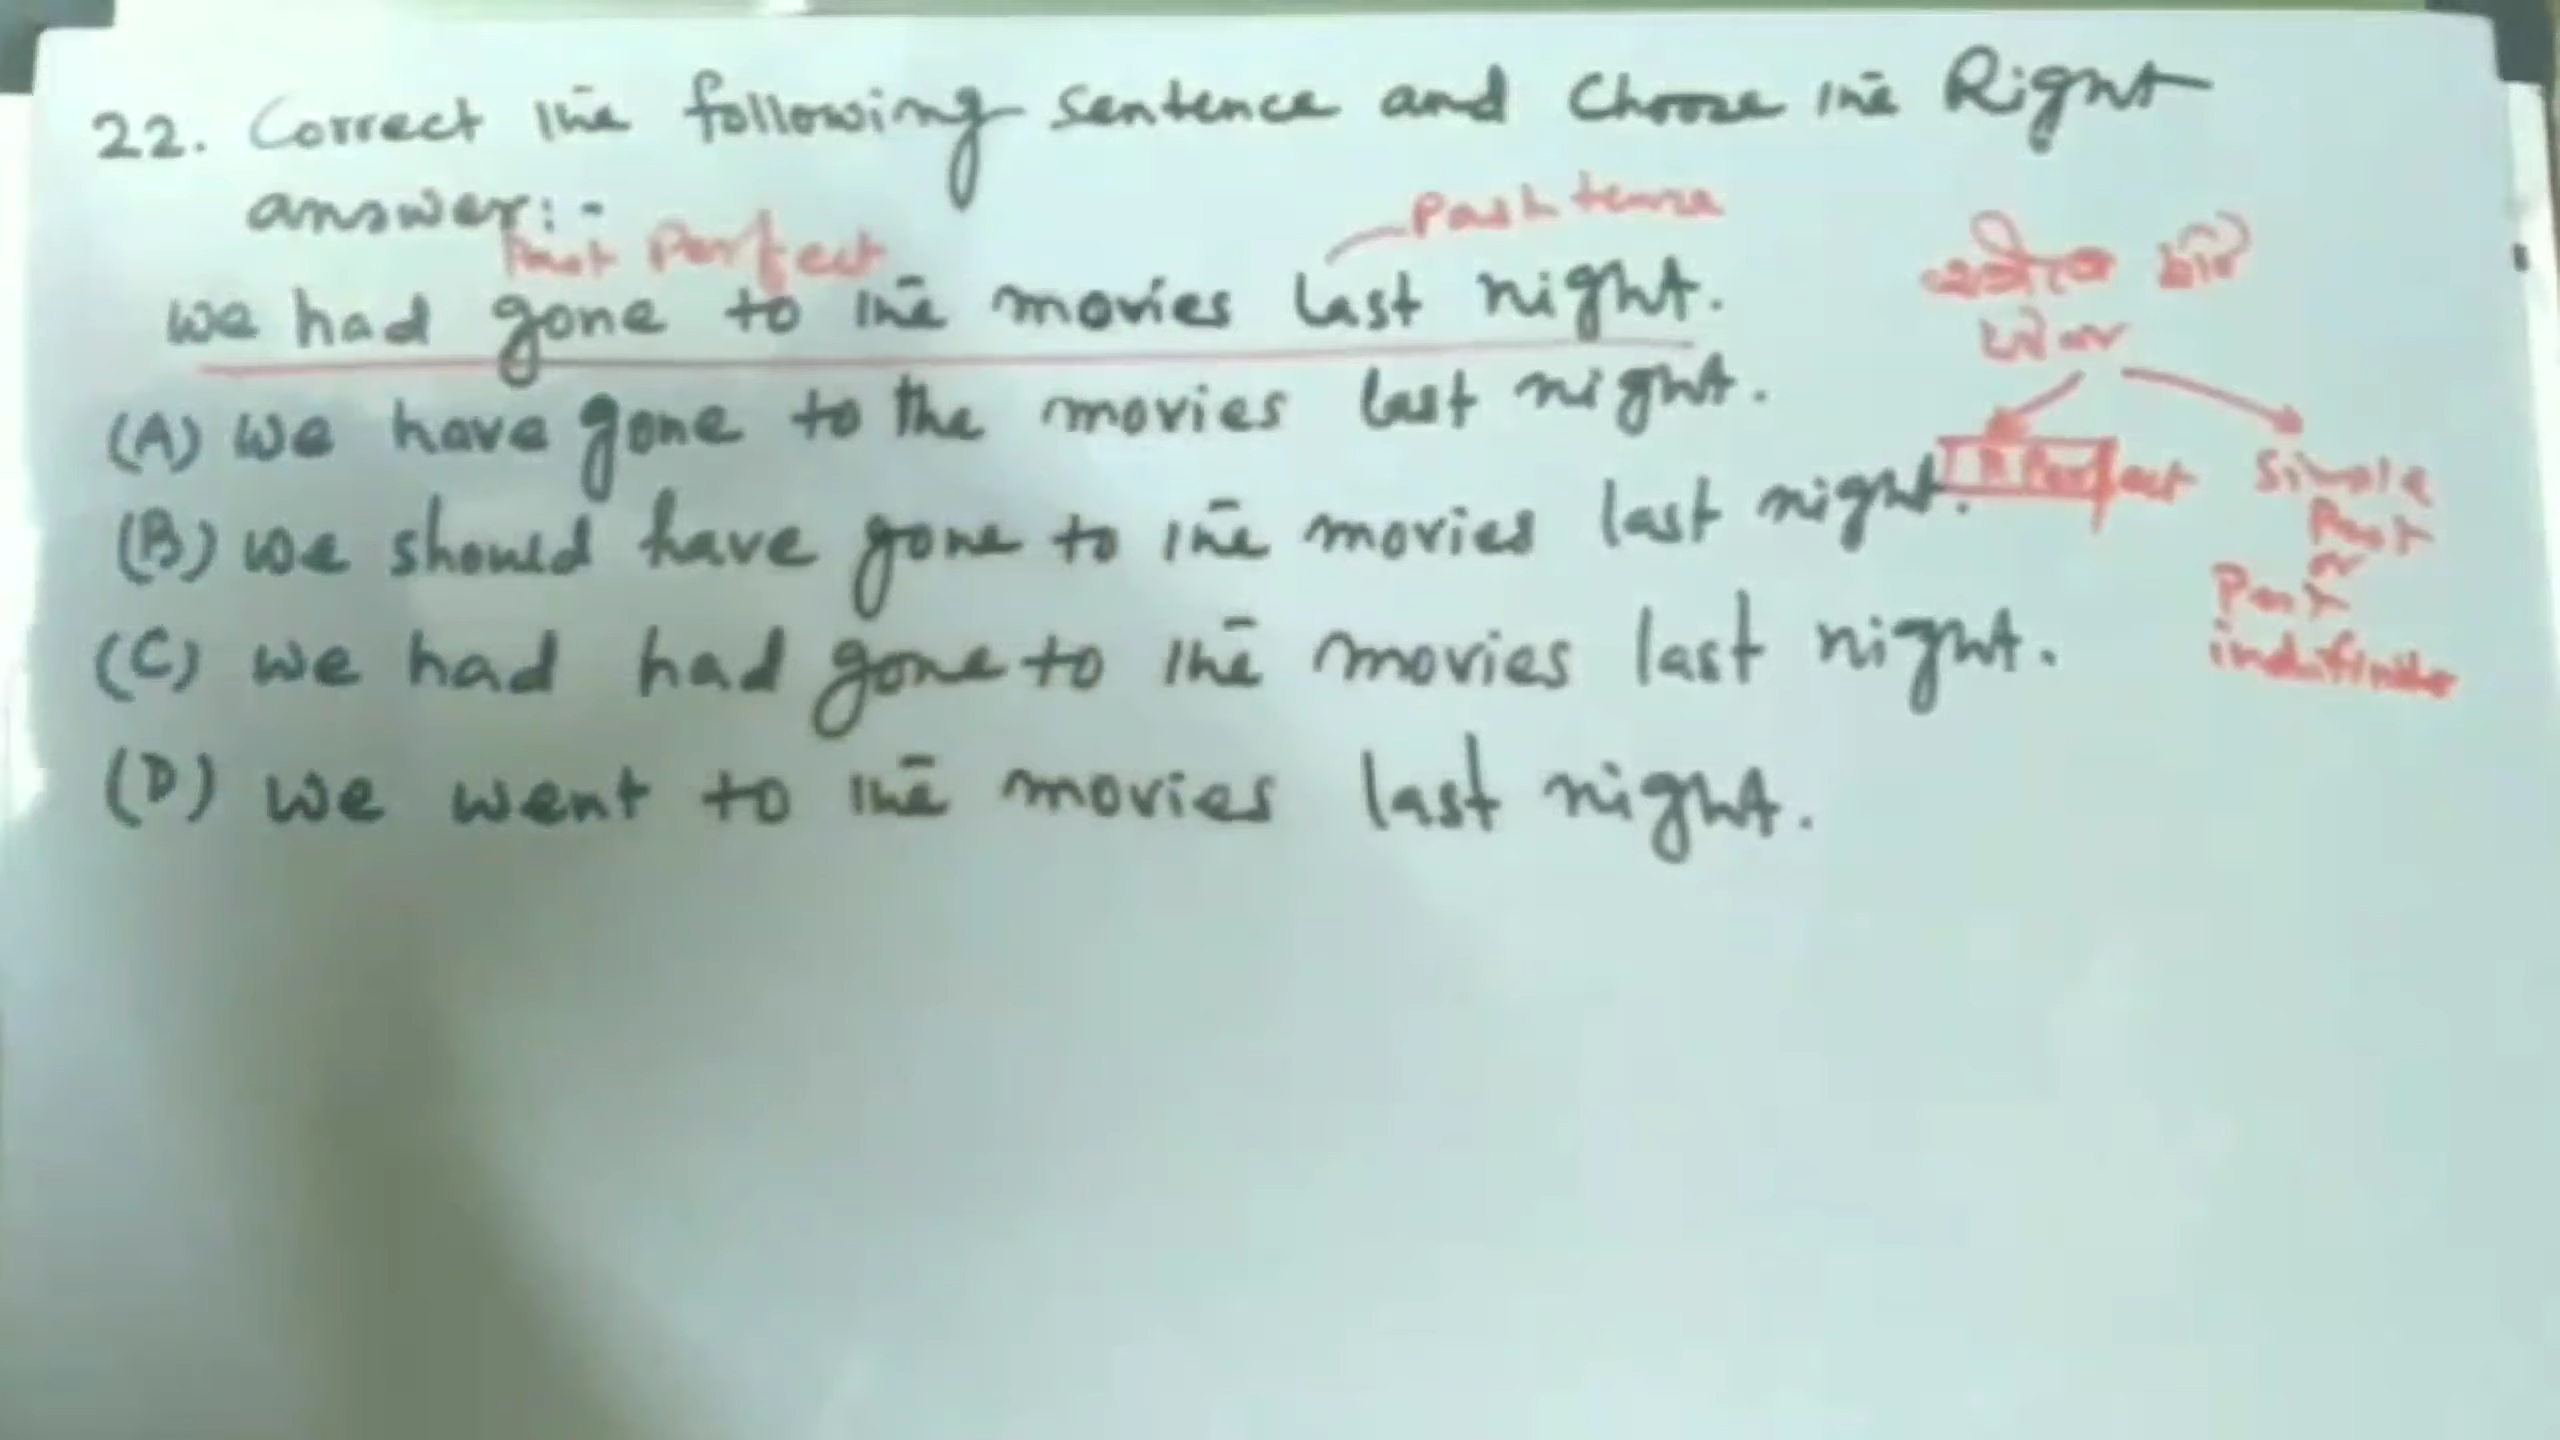 22. Correct the following sentence and Choose the Right
answer:-
Past Perfect
Past tense
we had gone to the movies last night.
(A) we have gone to the movies last night.
(B) we should have gone to the movies last night.
(C) we had had gone to the movies last night.
(D) we went to the movies last night.
Perfect
Simple
Past
Past
indifinite